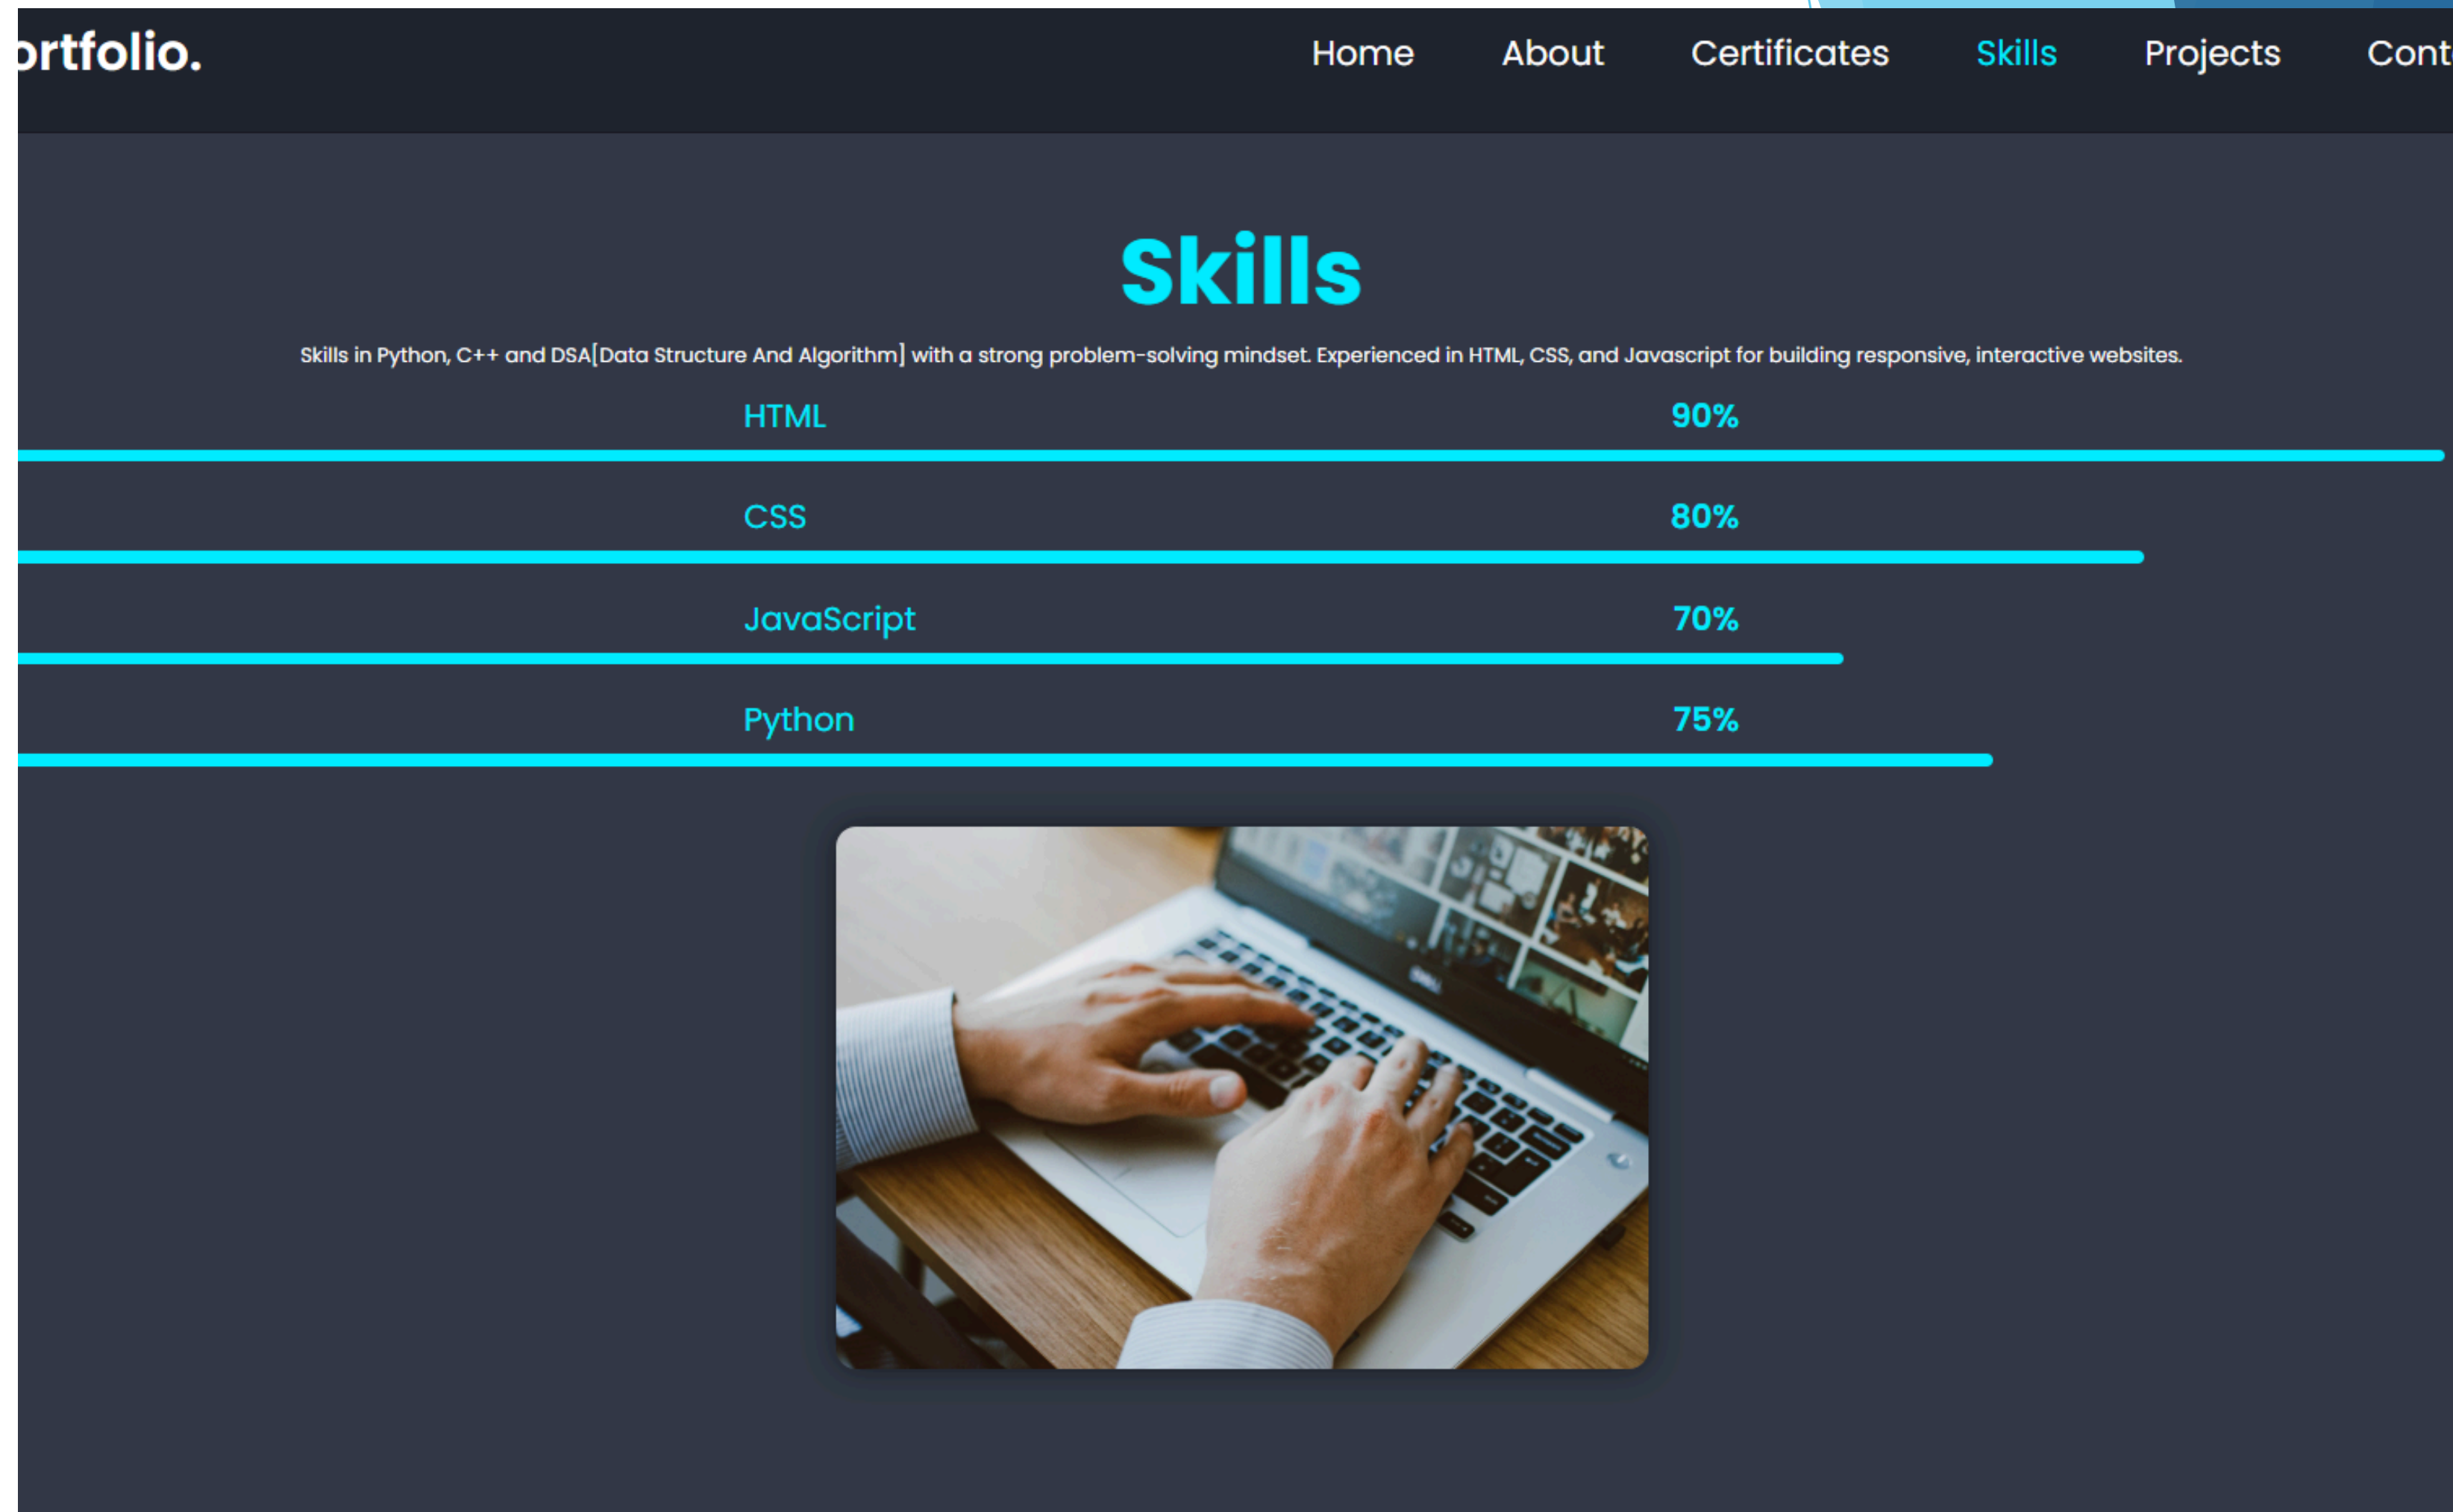 ortfolio.
Home About Certificates Skills Projects Cont
Skills
Skills in Python, C++ and DSA[Data Structure And Algorithm] with a strong problem-solving mindset. Experienced in HTML, CSS, and Javascript for building responsive, interactive websites.
HTML 90%
CSS 80%
JavaScript 70%
Python 75%